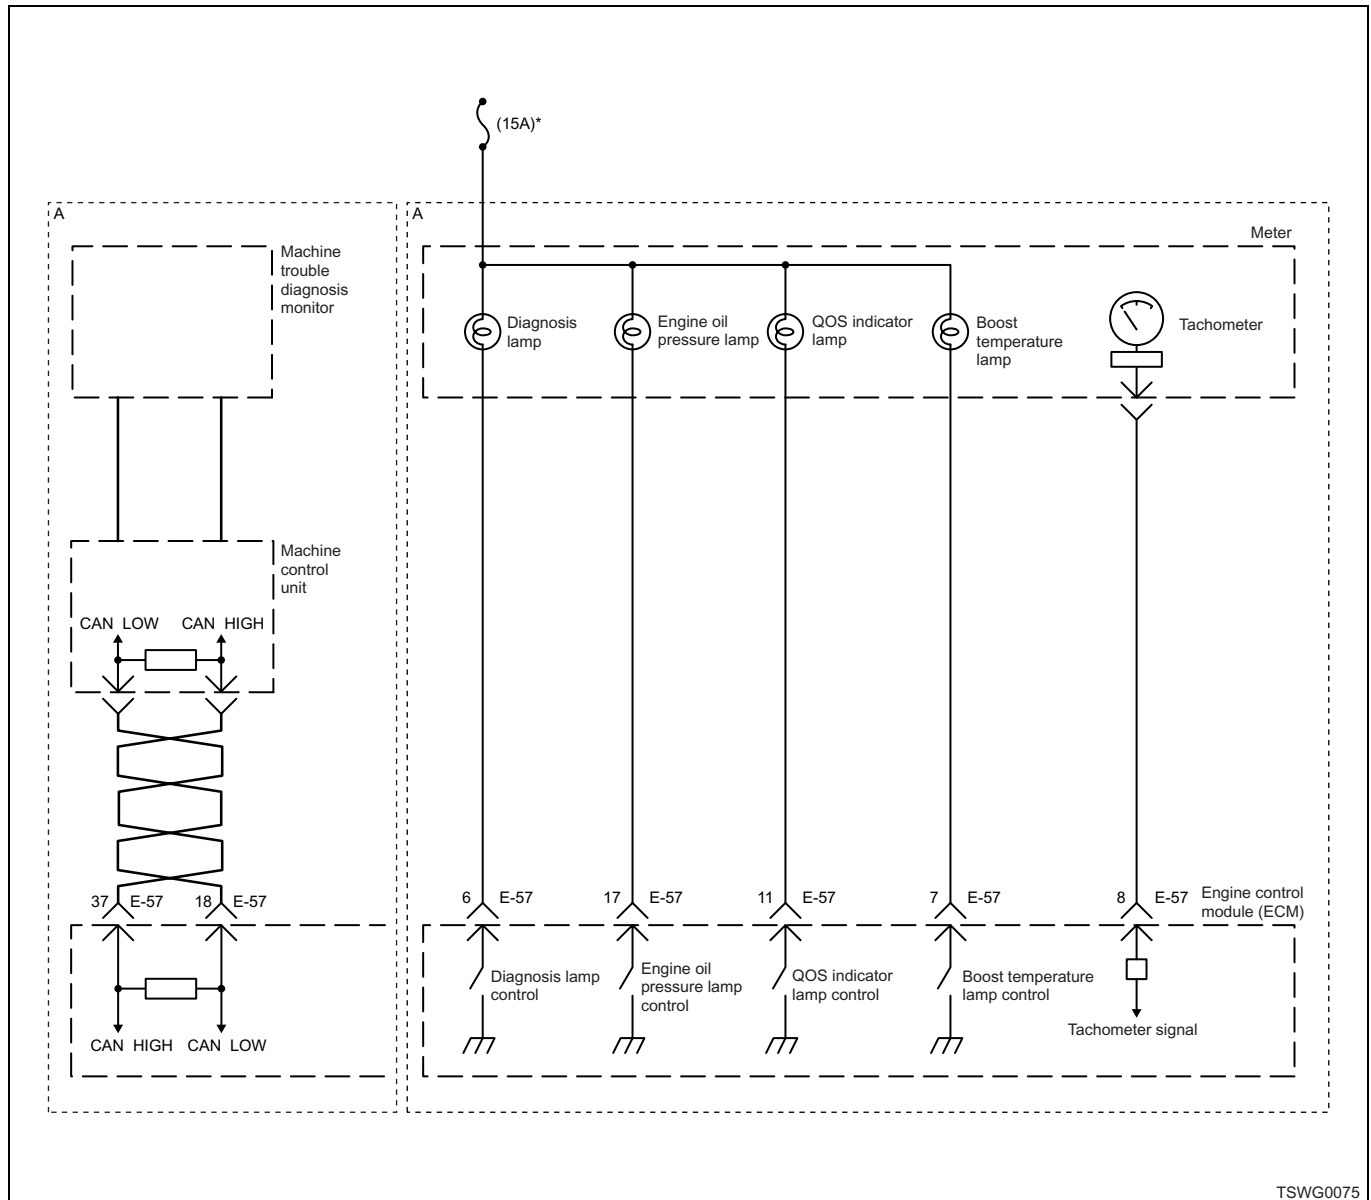 (15A)*
A
A
Meter
Machine
trouble
diagnosis
monitor
Diagnosis
lamp
Engine oil
pressure lamp
QOS indicator
lamp
Boost
temperature
lamp
Tachometer
Machine
control
unit
CAN LOW
CAN HIGH
37
E-57
18
E-57
6
E-57
17
E-57
11
E-57
7
E-57
8
E-57
Engine control
module (ECM)
Diagnosis lamp
control
Engine oil
pressure lamp
control
QOS indicator
lamp control
Boost temperature
lamp control
Tachometer signal
CAN HIGH
CAN LOW
TSWG0075